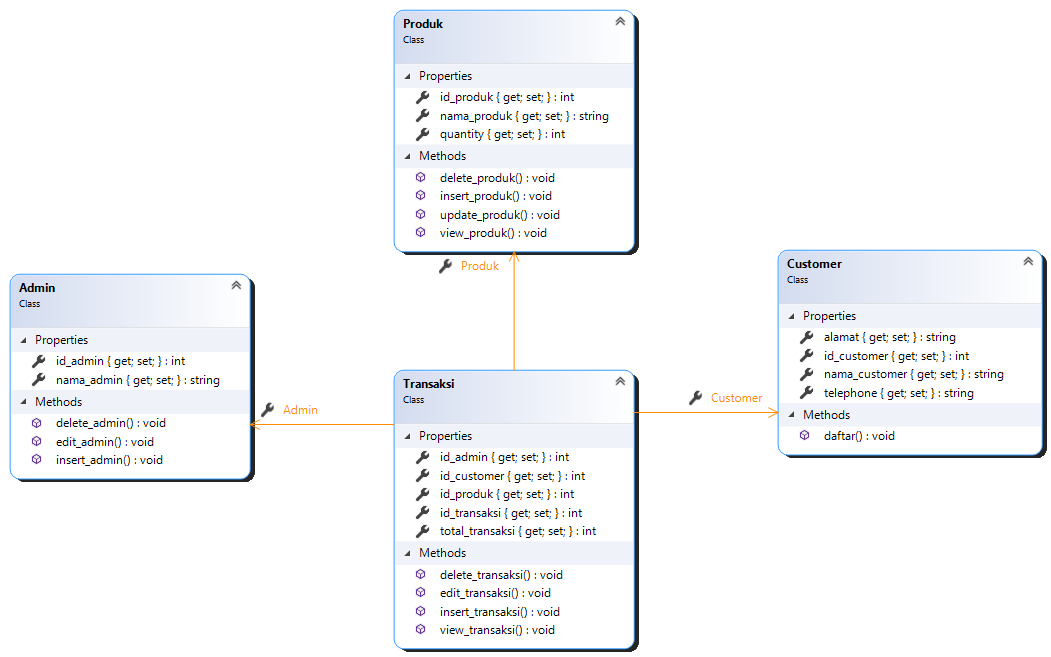 Produk
Class
Properties
id_produk { get; set; } : int
nama_produk { get; set; } : string
quantity { get; set; } : int
Methods
delete_produk() : void
insert_produk() : void
update_produk() : void
view_produk() : void
Produk
Admin
Class
Properties
id_admin { get; set; } : int
nama_admin { get; set; } : string
Methods
delete_admin() : void
edit_admin() : void
insert_admin() : void
Admin
Transaksi
Class
Properties
id_admin { get; set; } : int
id_customer { get; set; } : int
id_produk { get; set; } : int
id_transaksi { get; set; } : int
total_transaksi { get; set; } : int
Methods
delete_transaksi() : void
edit_transaksi() : void
insert_transaksi() : void
view_transaksi() : void
Customer
Customer
Class
Properties
alamat { get; set; } : string
id_customer { get; set; } : int
nama_customer { get; set; } : string
telephone { get; set; } : string
Methods
daftar() : void